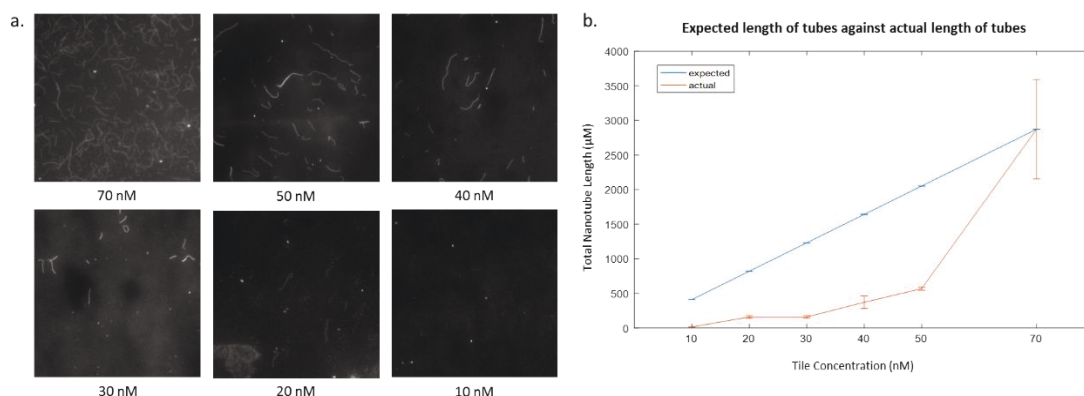 a.
70 nM
50 nM
40 nM
30 nM
20 nM
10 nM
b.
Expected length of tubes against actual length of tubes
Total Nanotube Length (µM)
4000
3500
3000
2500
2000
1500
1000
500
0
expected
actual
10
20
30
40
50
70
Tile Concentration (nM)